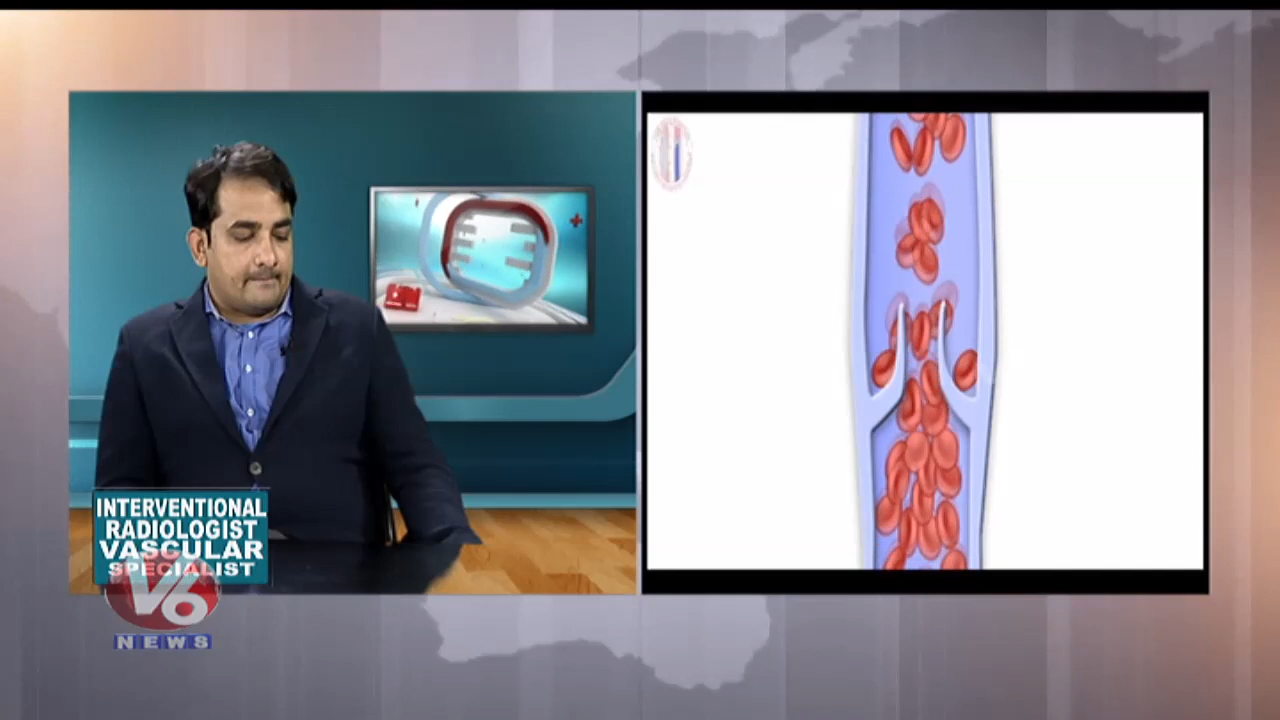 INTERVENTIONAL
RADIOLOGIST
VASCULAR
SPECIALIST
V6
NEWS